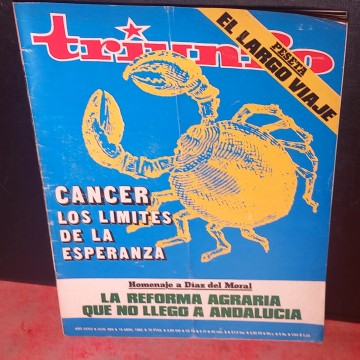 triunfo
PESETA
EL LARGO VIAJE
CANCER
LOS LIMITES
DE LA
ESPERANZA
Homenaje a Díaz del Moral
LA REFORMA AGRARIA
QUE NO LLEGO A ANDALUCIA